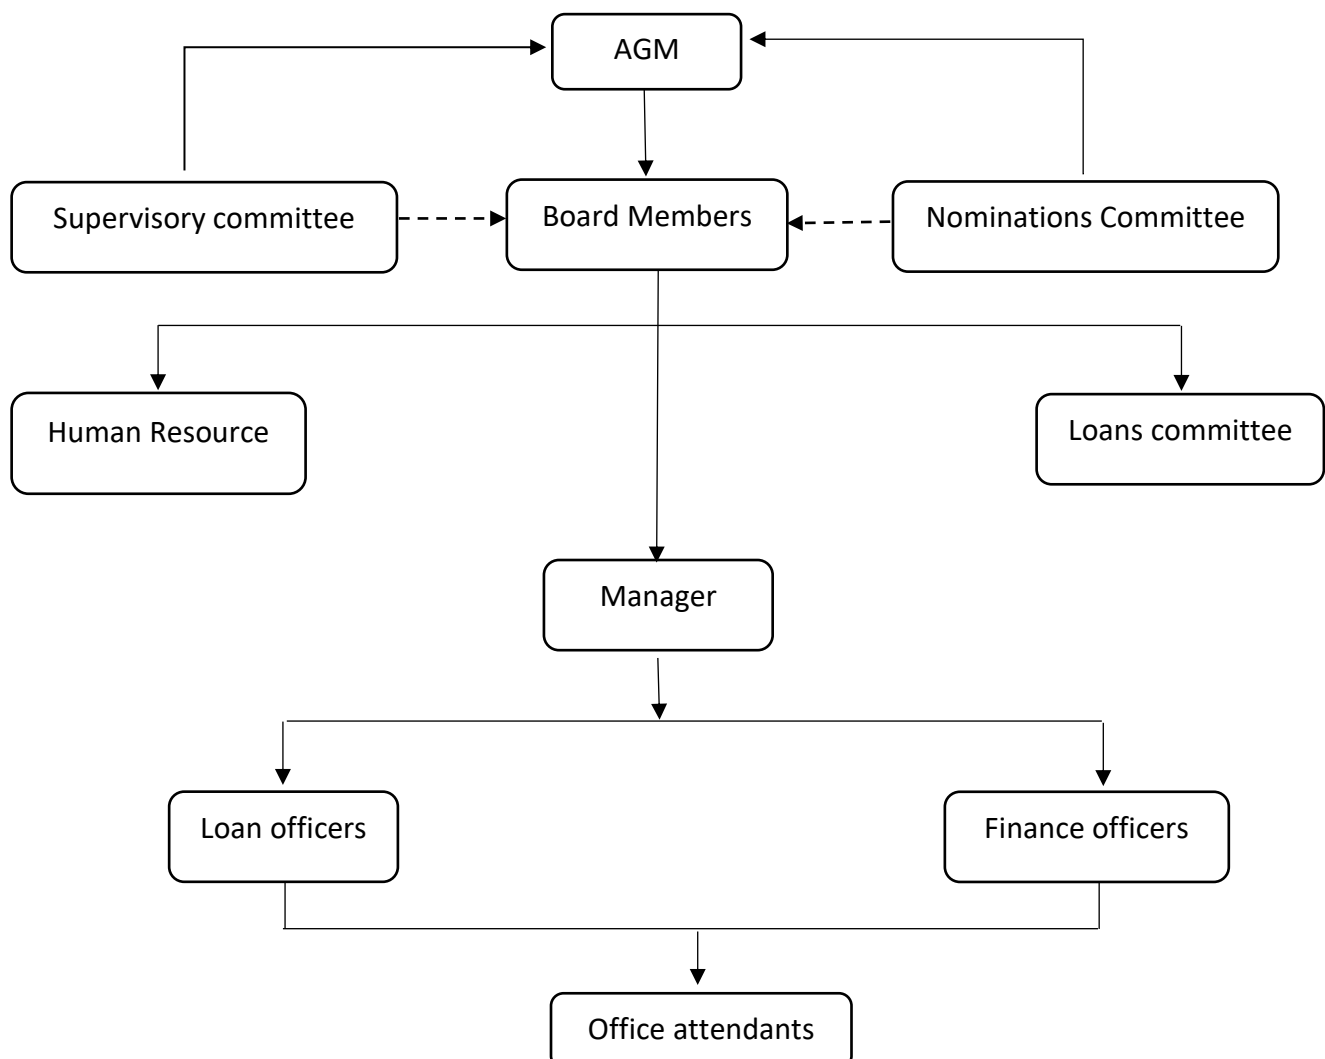 AGM
Supervisory committee
Board Members
Nominations Committee
Human Resource
Loans committee
Manager
Loan officers
Finance officers
Office attendants